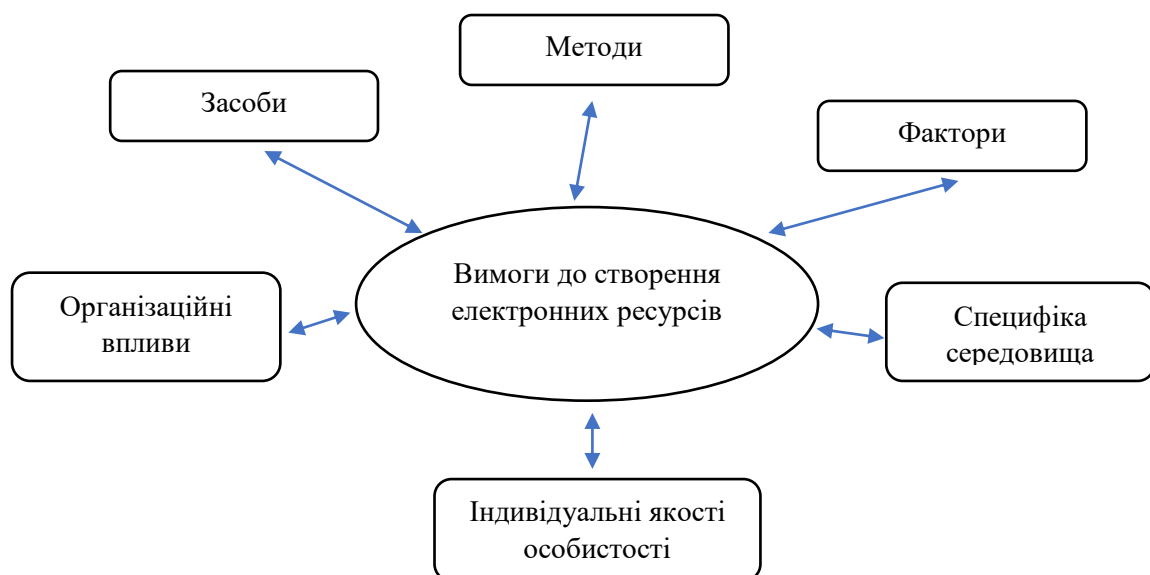 Методи
Засоби
Фактори
Вимоги до створення
електронних ресурсів
Організаційні
впливи
Специфіка
середовища
Індивідуальні якості
особистості